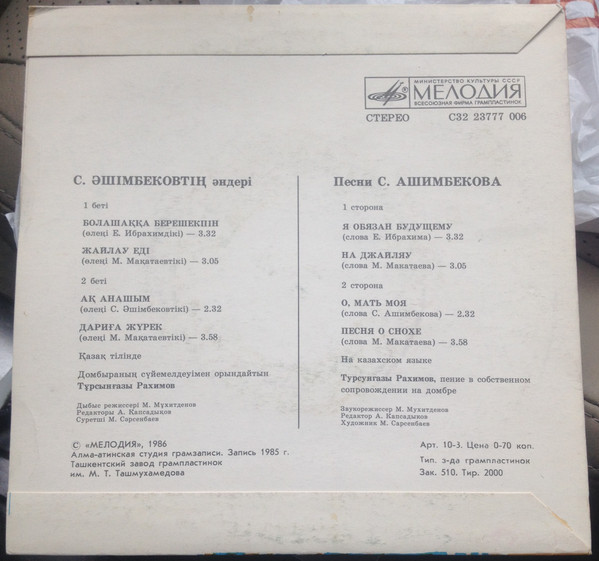 МИНИСТЕРСТВО КУЛЬТУРЫ СССР
МЕЛОДИЯ
ВСЕСОЮЗНАЯ ФИРМА ГРАМПЛАСТИНОК
СТЕРЕО С32 23777 006
С. ӘШІМБЕКОВТІҢ әндері
1 беті
БОЛАШАҚҚА БЕРЕШЕКПІН
(өлеңі Е. Ибрахимдікі) — 3.32
ЖАЙЛАУ ЕДІ
(өлеңі М. Мақатаевтікі) — 3.05
2 беті
АҚ АНАШЫМ
(өлеңі С. Әшімбековтікі) — 2.32
ДАРИҒА ЖҮРЕК
(өлеңі М. Мақатаевтікі) — 3.58
Қазақ тілінде
Домбыраның сүйемелдеуімен орындайтын
Тұрсынғазы Рахимов
Дыбыс режиссері М. Мухитденов
Редакторы А. Капсадыков
Суретші М. Сарсенбаев
Песни С. АШИМБЕКОВА
1 сторона
Я ОБЯЗАН БУДУЩЕМУ
(слова Е. Ибрахима) — 3.32
НА ДЖАЙЛЯУ
(слова М. Макатаева) — 3.05
2 сторона
О, МАТЬ МОЯ
(слова С. Ашимбекова) — 2.32
ПЕСНЯ О СНОХЕ
(слова М. Макатаева) — 3.58
На казахском языке
Турсунгазы Рахимов, пение в собственном
сопровождении на домбре
Звукорежиссер М. Мухитденов
Редактор А. Капсадыков
Художник М. Сарсенбаев
© «МЕЛОДИЯ», 1986
Алма-атинская студия грамзаписи. Запись 1985 г.
Ташкентский завод грампластинок
им. М. Т. Ташмухамедова
Арт. 10-3. Цена 0-70 коп.
Тип. з-да грампластинок
Зак. 510. Тир. 2000